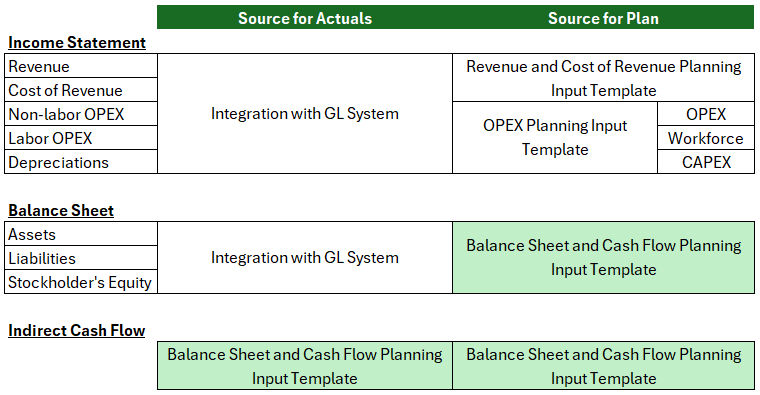 Source for Actuals Source for Plan
Income Statement
Revenue
Cost of Revenue
Non-labor OPEX
Labor OPEX
Depreciations
Integration with GL System
Revenue and Cost of Revenue Planning
Input Template
OPEX Planning Input
Template
OPEX
Workforce
CAPEX
Balance Sheet
Assets
Liabilities
Stockholder's Equity
Integration with GL System
Balance Sheet and Cash Flow Planning
Input Template
Indirect Cash Flow
Balance Sheet and Cash Flow Planning
Input Template
Balance Sheet and Cash Flow Planning
Input Template